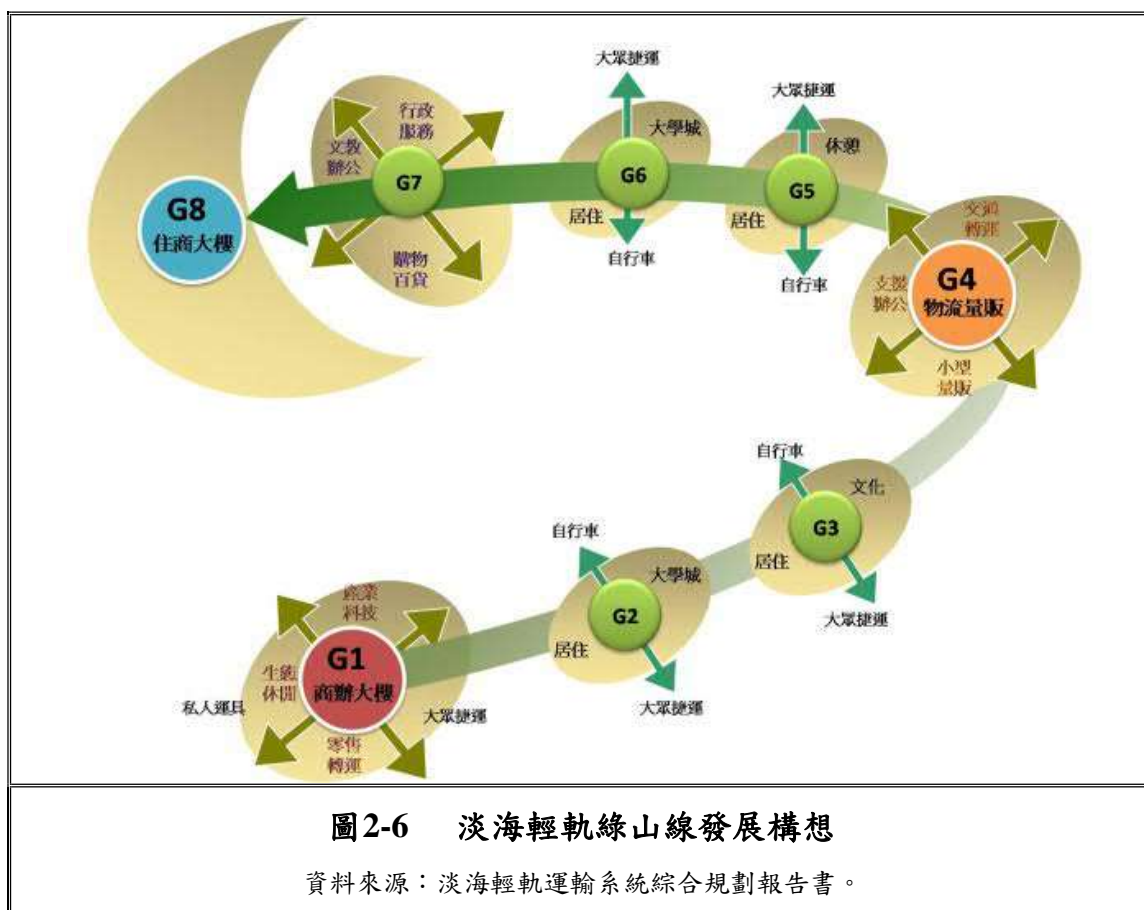 大眾捷運
大眾捷運
行政
服務
大學城
休憩
文教
辦公
G7
G6
G5
G8
住商大樓
居住
居住
購物
百貨
自行車
自行車
交通
轉運
支援
辦公
G4
物流量販
小型
量販
自行車
文化
G3
居住
大眾捷運
自行車
大學城
G2
居住
大眾捷運
產業
科技
G1
商辦大樓
生態
休閒
私人運具
大眾捷運
零售
轉運
圖2-6 淡海輕軌綠山線發展構想
資料來源：淡海輕軌運輸系統綜合規劃報告書。